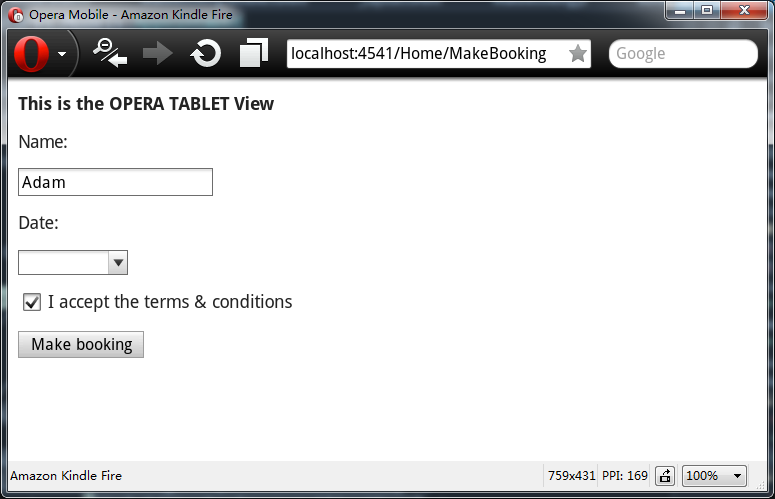 Opera Mobile - Amazon Kindle Fire
localhost:4541/Home/MakeBooking
Google
This is the OPERA TABLET View
Name:
Adam
Date:
I accept the terms & conditions
Make booking
Amazon Kindle Fire 759x431 PPI: 169 100%